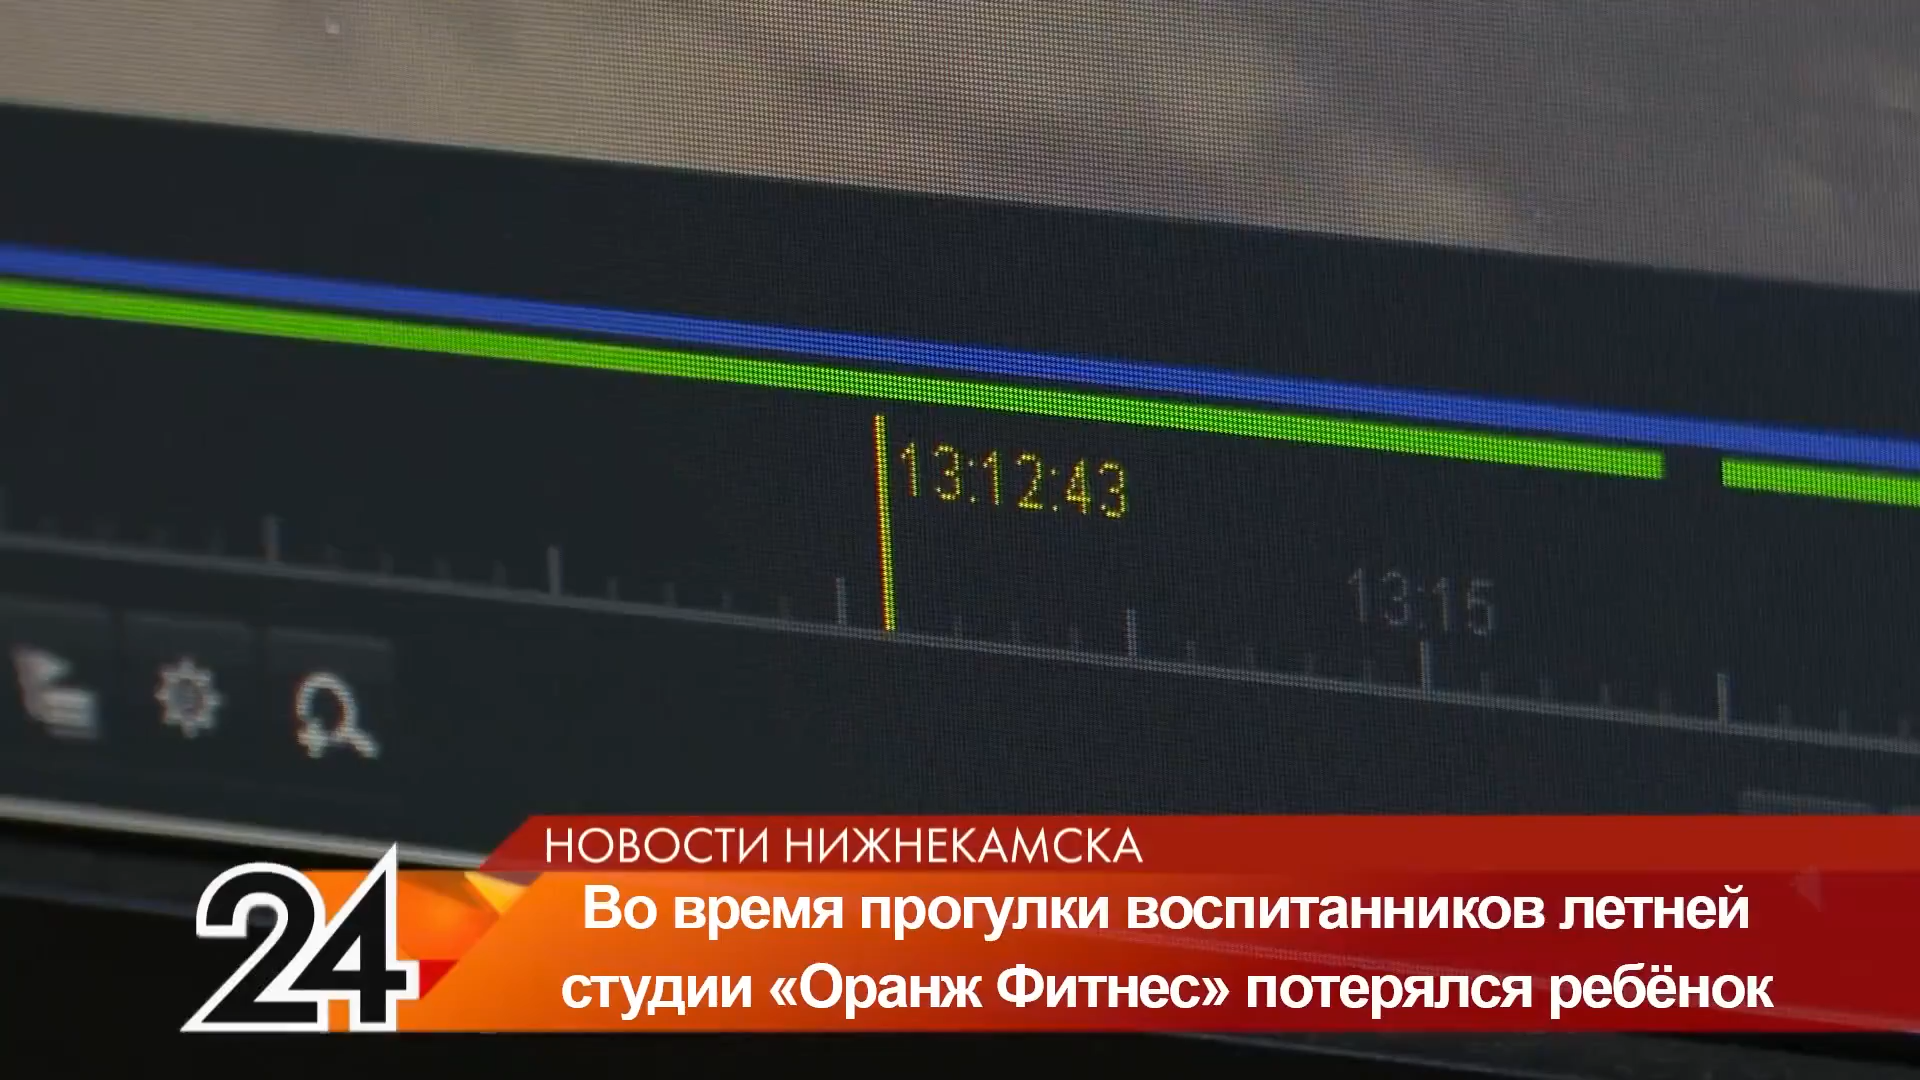 13:12:43
13:15
НОВОСТИ НИЖНЕКАМСКА
24
Во время прогулки воспитанников летней
студии «Оранж Фитнес» потерялся ребёнок